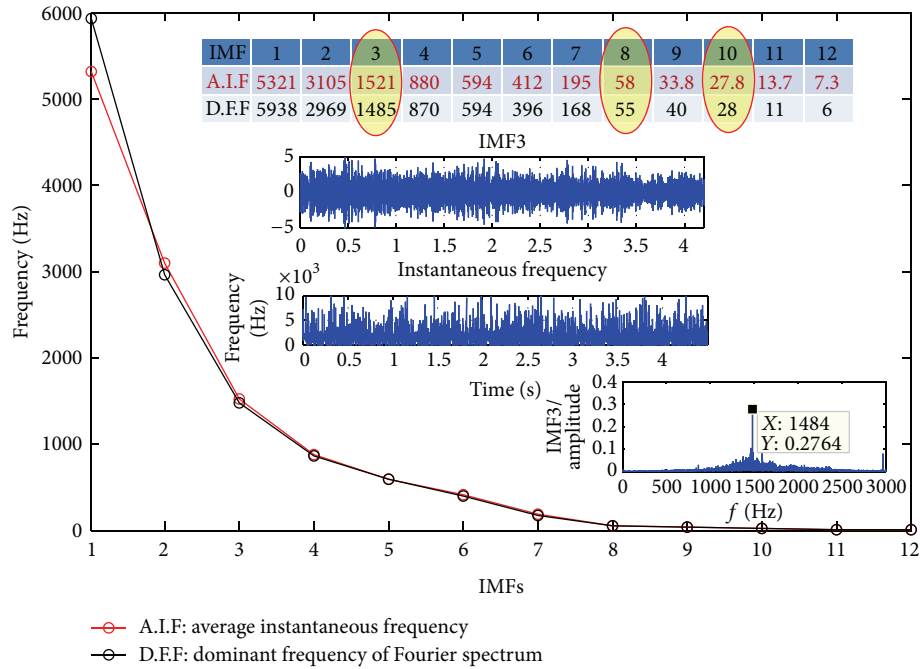 6000
5000
4000
3000
2000
1000
0
Frequency (Hz)
IMF 1 2 3 4 5 6 7 8 9 10 11 12
A.I.F 5321 3105 1521 880 594 412 195 58 33.8 27.8 13.7 7.3
D.F.F 5938 2969 1485 870 594 396 168 55 40 28 11 6
IMF3
5
0
−5
0 0.5 1 1.5 2 2.5 3 3.5 4
Instantaneous frequency
×10³
10
5
0
Frequency
(Hz)
0 0.5 1 1.5 2 2.5 3 3.5 4
Time (s)
0.4
0.3
0.2
0.1
0
IMF3/
amplitude
X: 1484
Y: 0.2764
0 500 1000 1500 2000 2500 3000
f (Hz)
1 2 3 4 5 6 7 8 9 10 11 12
IMFs
A.I.F: average instantaneous frequency
D.F.F: dominant frequency of Fourier spectrum